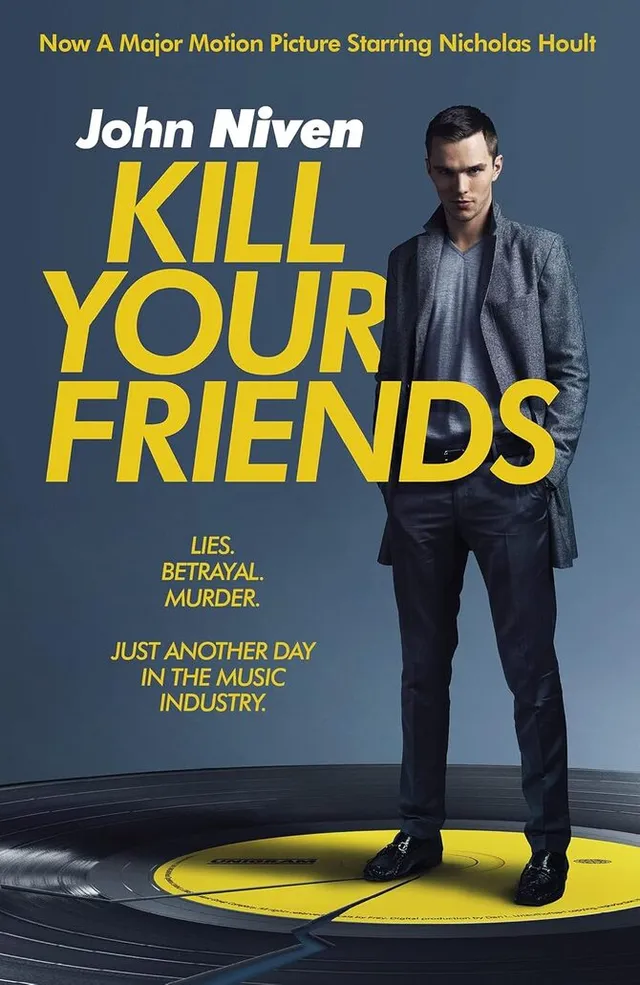 Now A Major Motion Picture Starring Nicholas Hoult
John Niven
KILL
YOUR
FRIENDS
LIES.
BETRAYAL.
MURDER.
JUST ANOTHER DAY
IN THE MUSIC
INDUSTRY.
UNIGRAM